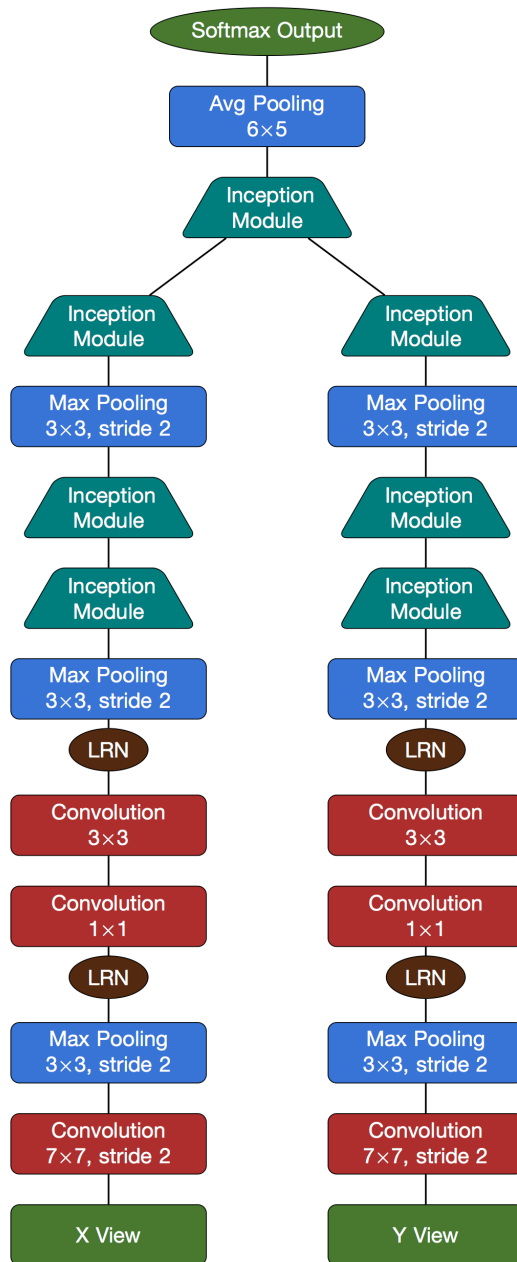 Softmax Output
Avg Pooling
6×5
Inception
Module
Inception
Module
Inception
Module
Max Pooling
3×3, stride 2
Max Pooling
3×3, stride 2
Inception
Module
Inception
Module
Inception
Module
Inception
Module
Max Pooling
3×3, stride 2
Max Pooling
3×3, stride 2
LRN
LRN
Convolution
3×3
Convolution
3×3
Convolution
1×1
Convolution
1×1
LRN
LRN
Max Pooling
3×3, stride 2
Max Pooling
3×3, stride 2
Convolution
7×7, stride 2
Convolution
7×7, stride 2
X View
Y View